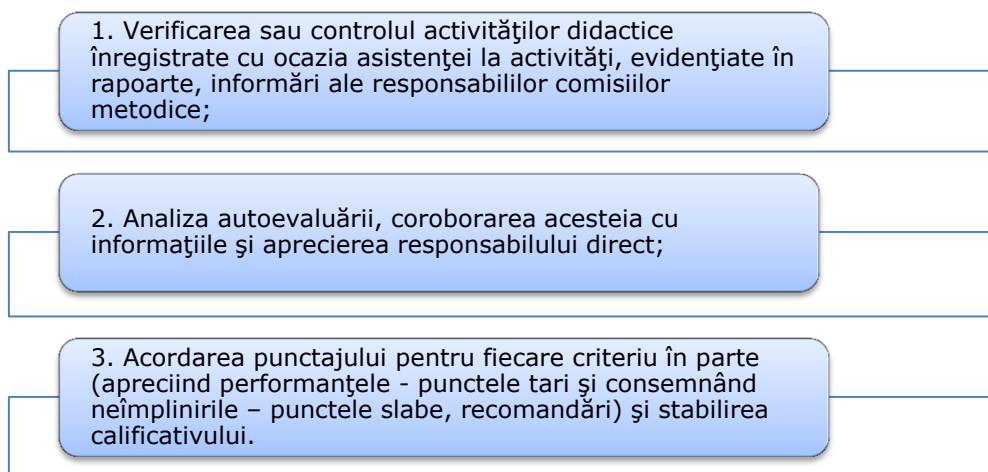 1. Verificarea sau controlul activităţilor didactice
înregistrate cu ocazia asistenţei la activităţi, evidenţiate în
rapoarte, informări ale responsabililor comisiilor
metodice;
2. Analiza autoevaluării, coroborarea acesteia cu
informaţiile şi aprecierea responsabilului direct;
3. Acordarea punctajului pentru fiecare criteriu în parte
(apreciind performanţele - punctele tari şi consemnând
neîmplinirile – punctele slabe, recomandări) şi stabilirea
calificativului.